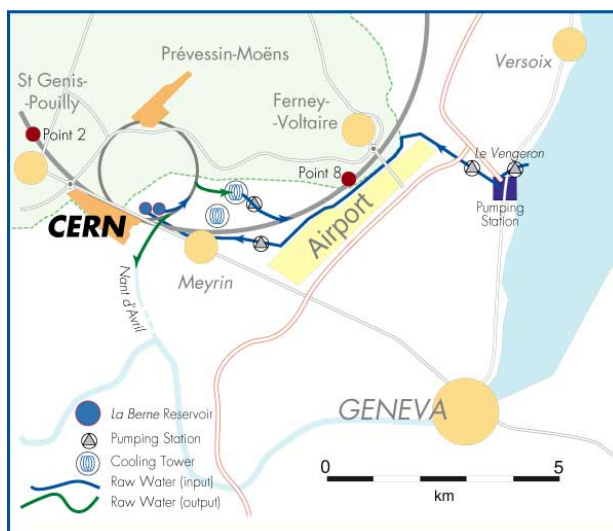 Prévessin-Moëns
Versoix
St Genis-
-Pouilly
Ferney-
-Voltaire
Point 2
Le Vengeron
Point 8
CERN
Airport
Pumping
Station
Meyrin
Nant
d'Avril
GENEVA
La Berne Reservoir
Pumping Station
Cooling Tower
Raw Water (input)
Raw Water (output)
0 5
km